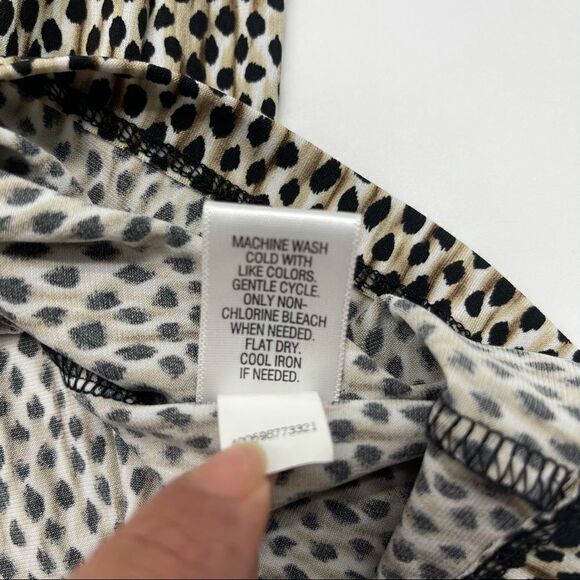 MACHINE WASH
COLD WITH
LIKE COLORS.
GENTLE CYCLE.
ONLY NON-
CHLORINE BLEACH
WHEN NEEDED.
FLAT DRY.
COOL IRON
IF NEEDED.